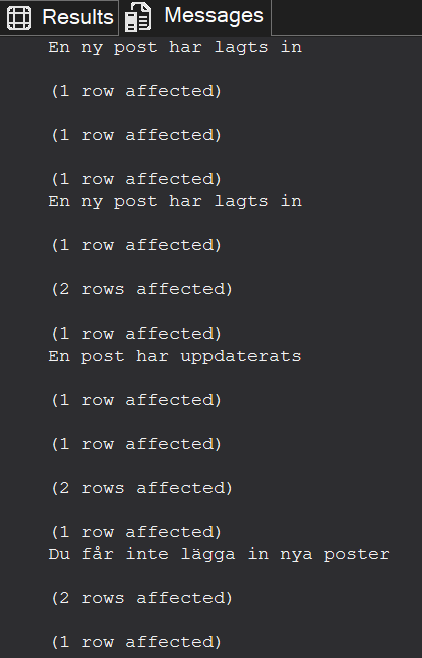 Results Messages
En ny post har lagts in
(1 row affected)
(1 row affected)
(1 row affected)
En ny post har lagts in
(1 row affected)
(2 rows affected)
(1 row affected)
En post har uppdaterats
(1 row affected)
(1 row affected)
(2 rows affected)
(1 row affected)
Du får inte lägga in nya poster
(2 rows affected)
(1 row affected)